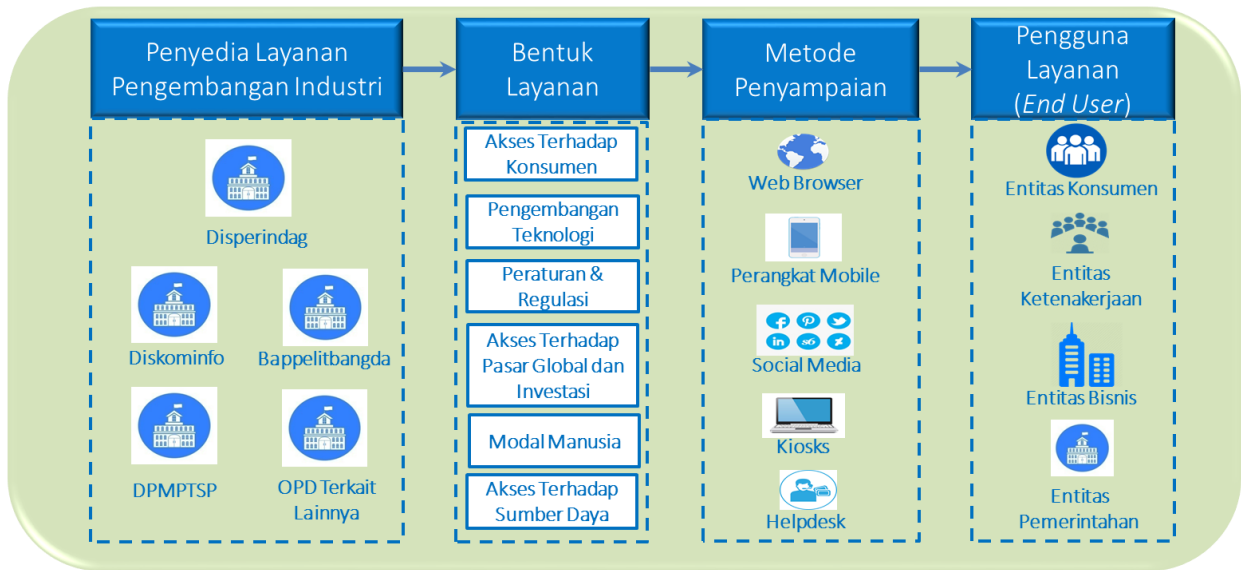 Penyedia Layanan
Pengembangan Industri
Bentuk
Layanan
Metode
Penyampaian
Pengguna
Layanan
(End User)
Disperindag
Diskominfo
Bappelitbangda
DPMPTSP
OPD Terkait
Lainnya
Akses Terhadap
Konsumen
Pengembangan
Teknologi
Peraturan &
Regulasi
Akses Terhadap
Pasar Global dan
Investasi
Modal Manusia
Akses Terhadap
Sumber Daya
Web Browser
Perangkat Mobile
Social Media
Kiosks
Helpdesk
Entitas Konsumen
Entitas
Ketenakerjaan
Entitas Bisnis
Entitas
Pemerintahan